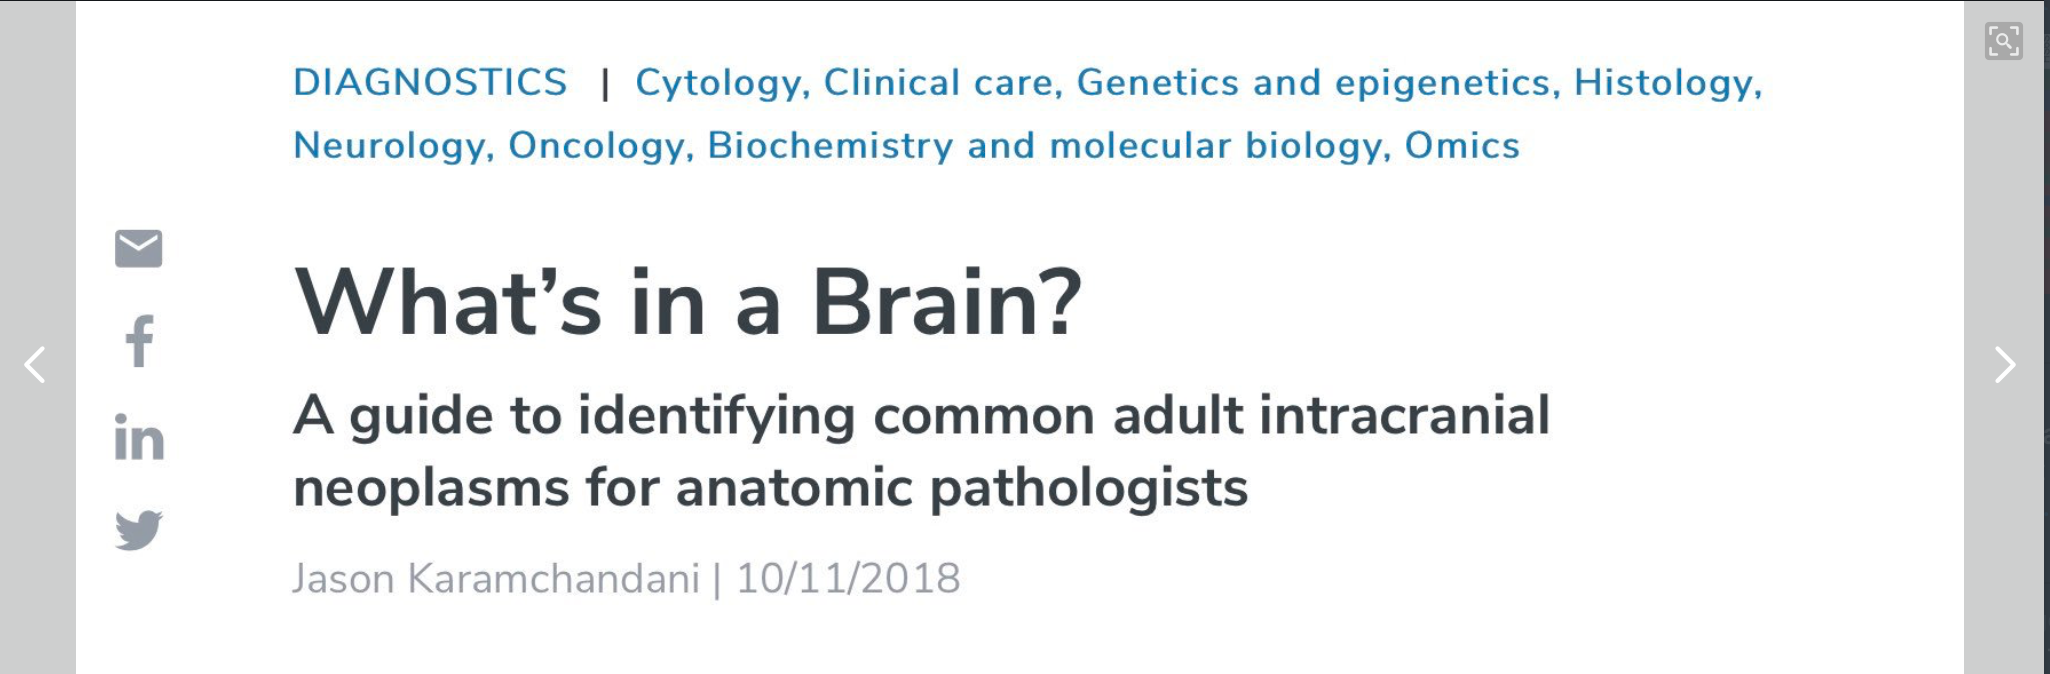 DIAGNOSTICS | Cytology, Clinical care, Genetics and epigenetics, Histology,
Neurology, Oncology, Biochemistry and molecular biology, Omics
What’s in a Brain?
A guide to identifying common adult intracranial
neoplasms for anatomic pathologists
Jason Karamchandani | 10/11/2018